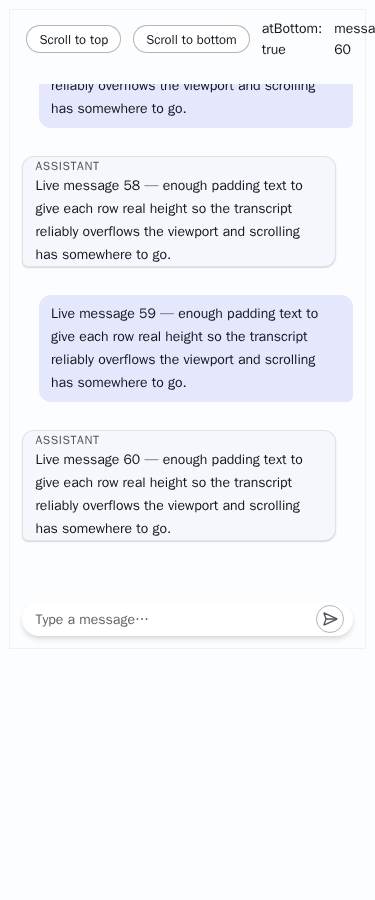 Scroll to top
Scroll to bottom
atBottom:
true
messa
60
reliably overflows the viewport and scrolling
has somewhere to go.
ASSISTANT
Live message 58 — enough padding text to
give each row real height so the transcript
reliably overflows the viewport and scrolling
has somewhere to go.
Live message 59 — enough padding text to
give each row real height so the transcript
reliably overflows the viewport and scrolling
has somewhere to go.
ASSISTANT
Live message 60 — enough padding text to
give each row real height so the transcript
reliably overflows the viewport and scrolling
has somewhere to go.
Type a message···